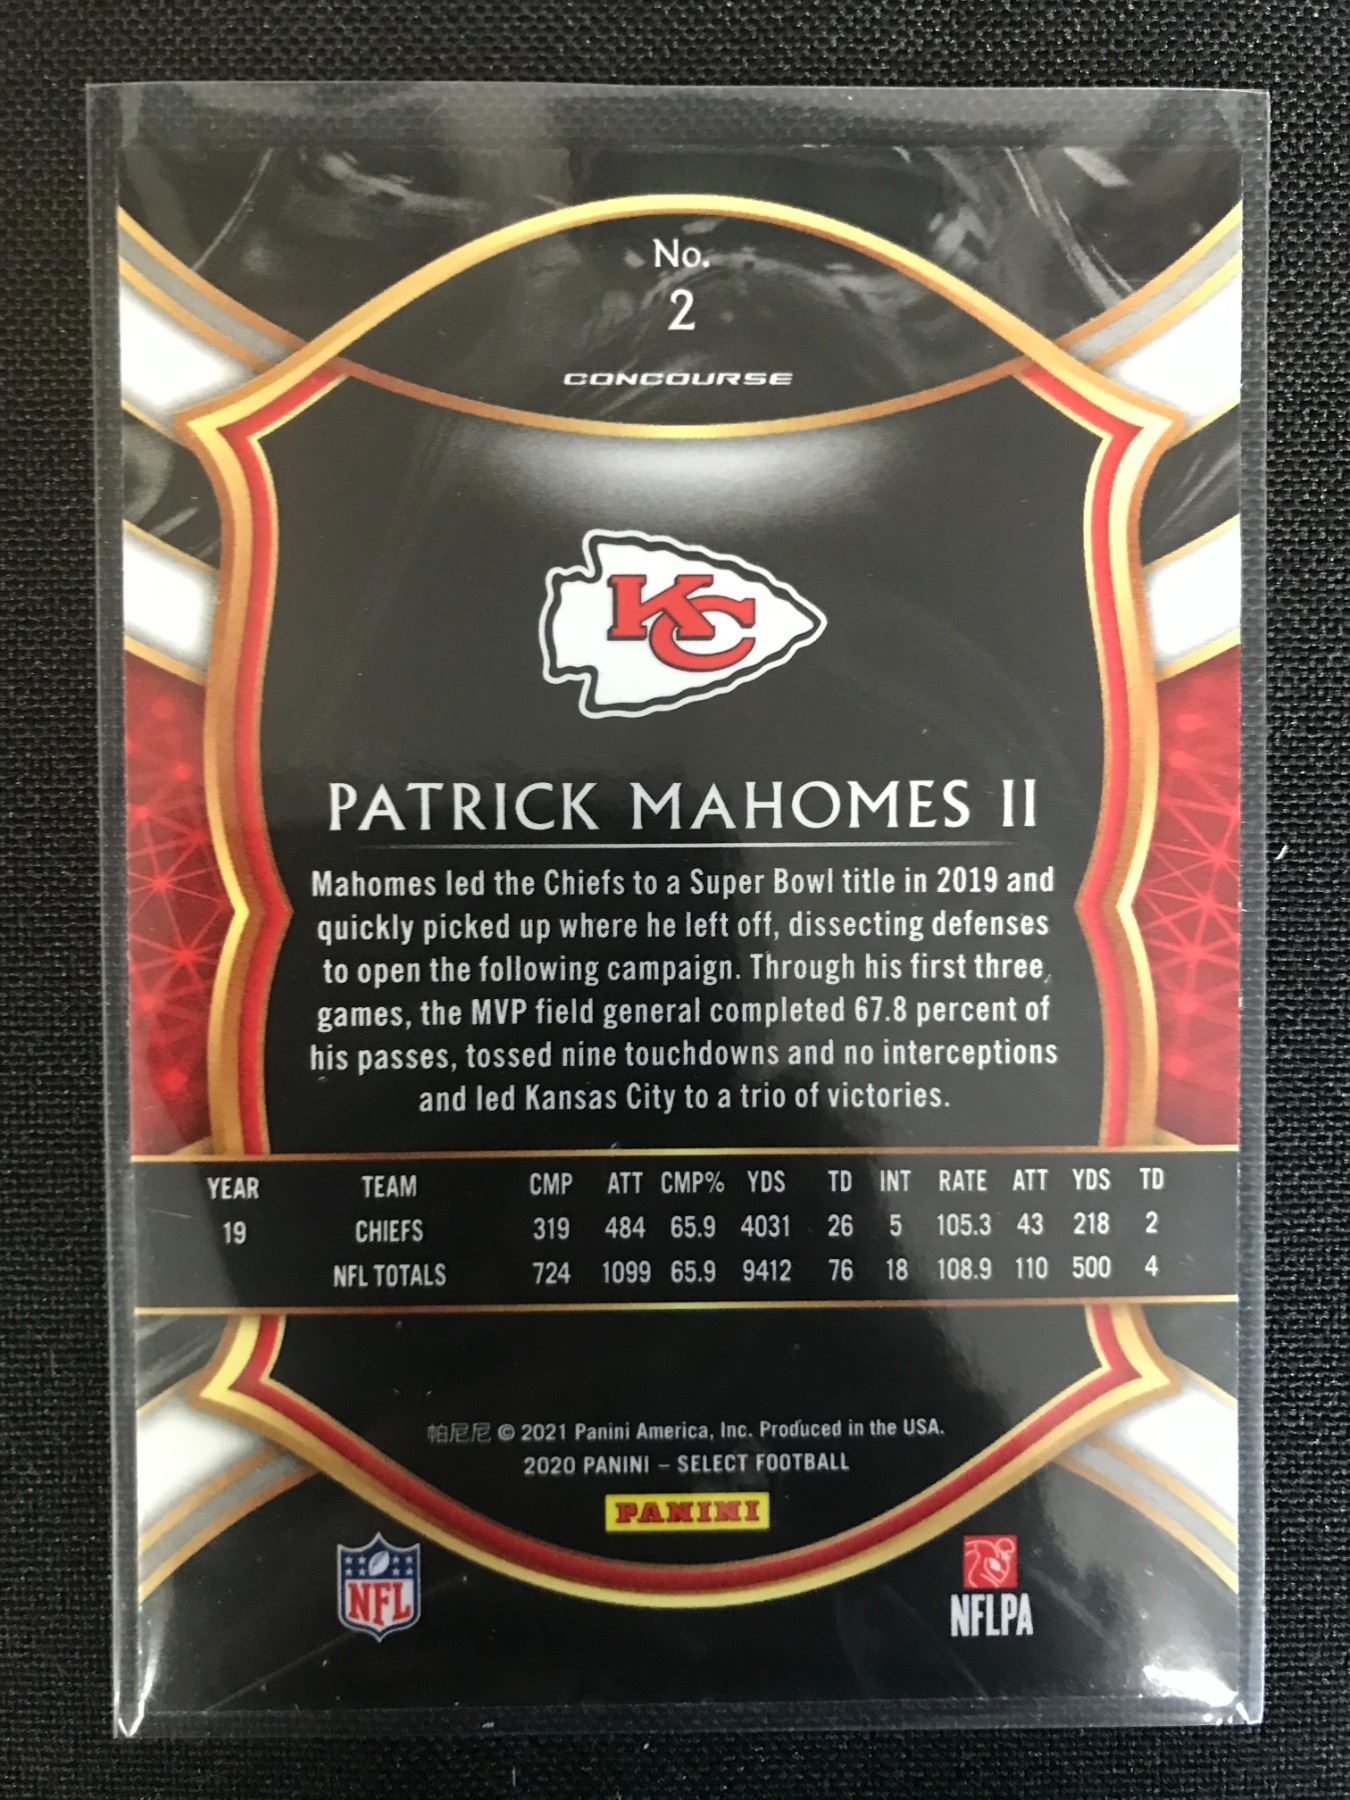 No.
2
CONCOURSE
KC
PATRICK MAHOMES II
Mahomes led the Chiefs to a Super Bowl title in 2019 and
quickly picked up where he left off, dissecting defenses
to open the following campaign. Through his first three
games, the MVP field general completed 67.8 percent of
his passes, tossed nine touchdowns and no interceptions
and led Kansas City to a trio of victories.
YEAR TEAM CMP ATT CMP% YDS TD INT RATE ATT YDS TD
19 CHIEFS 319 484 65.9 4031 26 5 105.3 43 218 2
NFL TOTALS 724 1099 65.9 9412 76 18 108.9 110 500 4
帕尼尼 © 2021 Panini America, Inc. Produced in the USA.
2020 PANINI – SELECT FOOTBALL
PANINI
NFL
NFLPA